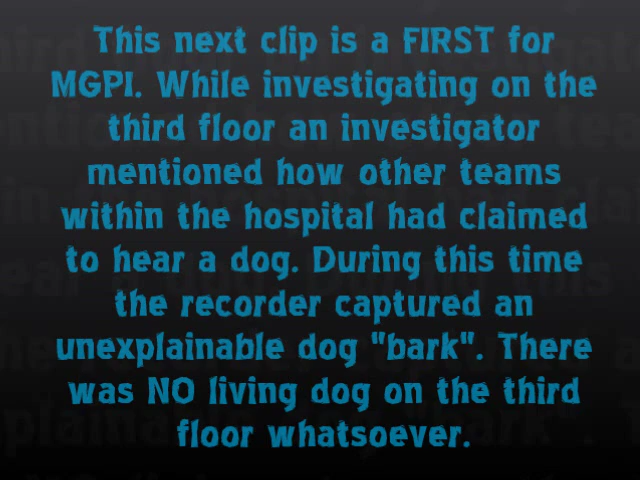 This next clip is a FIRST for
MGPI. While investigating on the
third floor an investigator
mentioned how other teams
within the hospital had claimed
to hear a dog. During this time
the recorder captured an
unexplainable dog "bark". There
was NO living dog on the third
floor whatsoever.